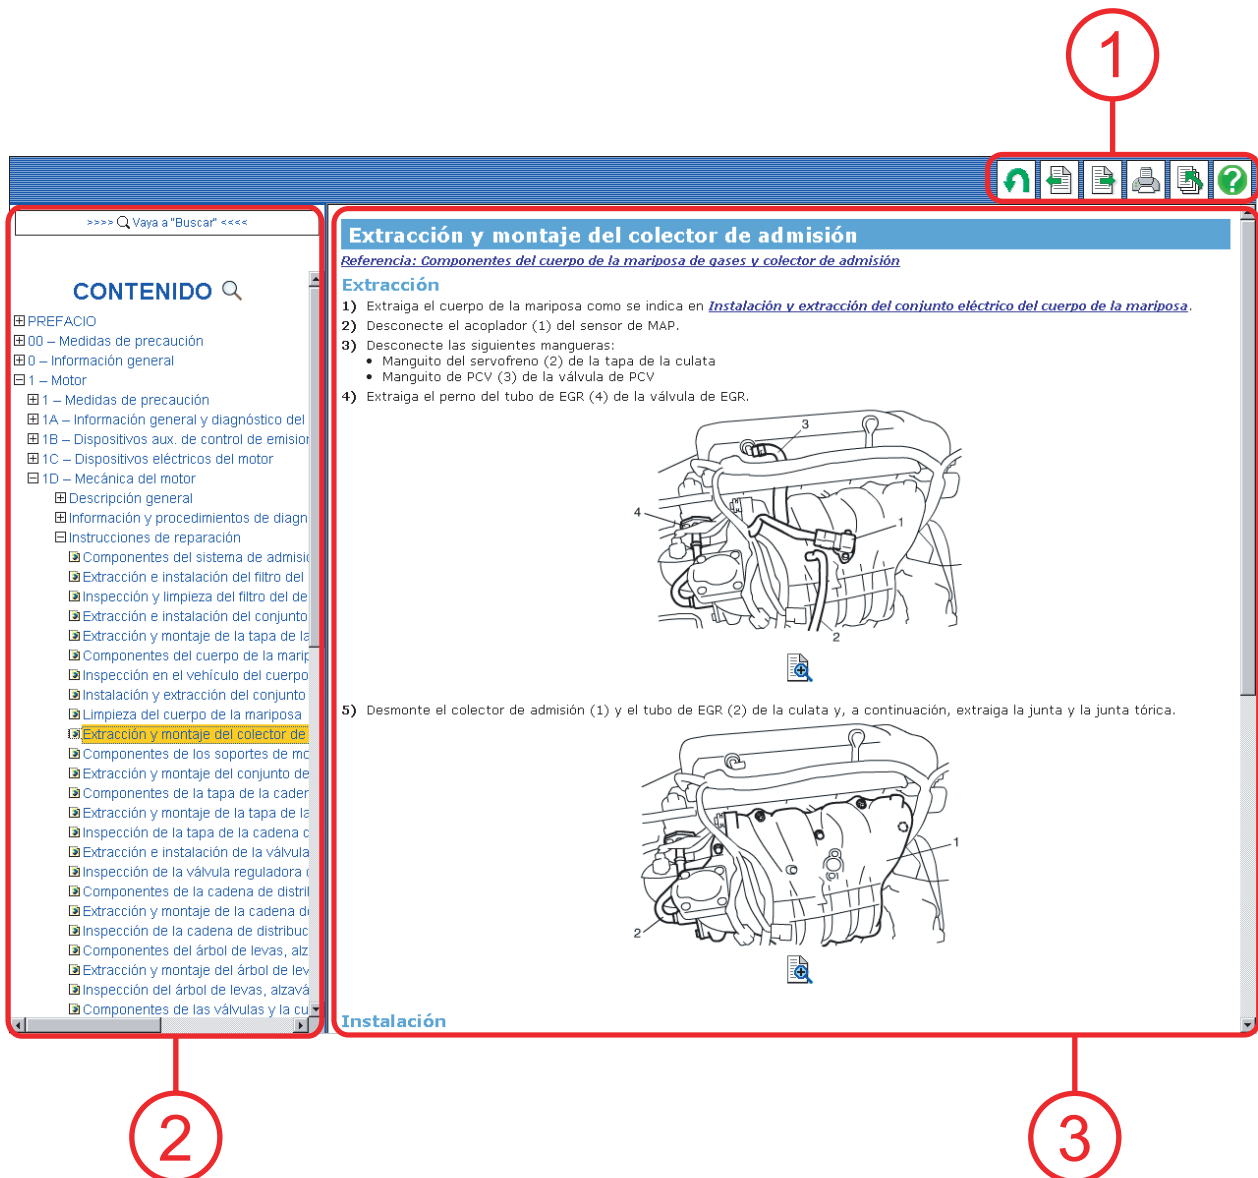 1
>>>> Vaya a "Buscar" <<<<
CONTENIDO
PREFACIO
00 – Medidas de precaución
0 – Información general
1 – Motor
1 – Medidas de precaución
1A – Información general y diagnóstico del
1B – Dispositivos aux. de control de emision
1C – Dispositivos eléctricos del motor
1D – Mecánica del motor
Descripción general
Información y procedimientos de diagn
Instrucciones de reparación
Componentes del sistema de admisió
Extracción e instalación del filtro del
Inspección y limpieza del filtro del de
Extracción e instalación del conjunto
Extracción y montaje de la tapa de la
Componentes del cuerpo de la marip
Inspección en el vehículo del cuerpo
Instalación y extracción del conjunto
Limpieza del cuerpo de la mariposa
Extracción y montaje del colector de
Componentes de los soportes de mo
Extracción y montaje del conjunto de
Componentes de la tapa de la caden
Extracción y montaje de la tapa de la
Inspección de la tapa de la cadena d
Extracción e instalación de la válvula
Inspección de la válvula reguladora d
Componentes de la cadena de distril
Extracción y montaje de la cadena de
Inspección de la cadena de distribuc
Componentes del árbol de levas, alz
Extracción y montaje del árbol de lev
Inspección del árbol de levas, alzavá
Componentes de las válvulas y la cu
2
Extracción y montaje del colector de admisión
Referencia: Componentes del cuerpo de la mariposa de gases y colector de admisión
Extracción
1) Extraiga el cuerpo de la mariposa como se indica en Instalación y extracción del conjunto eléctrico del cuerpo de la mariposa.
2) Desconecte el acoplador (1) del sensor de MAP.
3) Desconecte las siguientes mangueras:
• Manguito del servofreno (2) de la tapa de la culata
• Manguito de PCV (3) de la válvula de PCV
4) Extraiga el perno del tubo de EGR (4) de la válvula de EGR.
3
4
1
2
5) Desmonte el colector de admisión (1) y el tubo de EGR (2) de la culata y, a continuación, extraiga la junta y la junta tórica.
1
2
Instalación
3